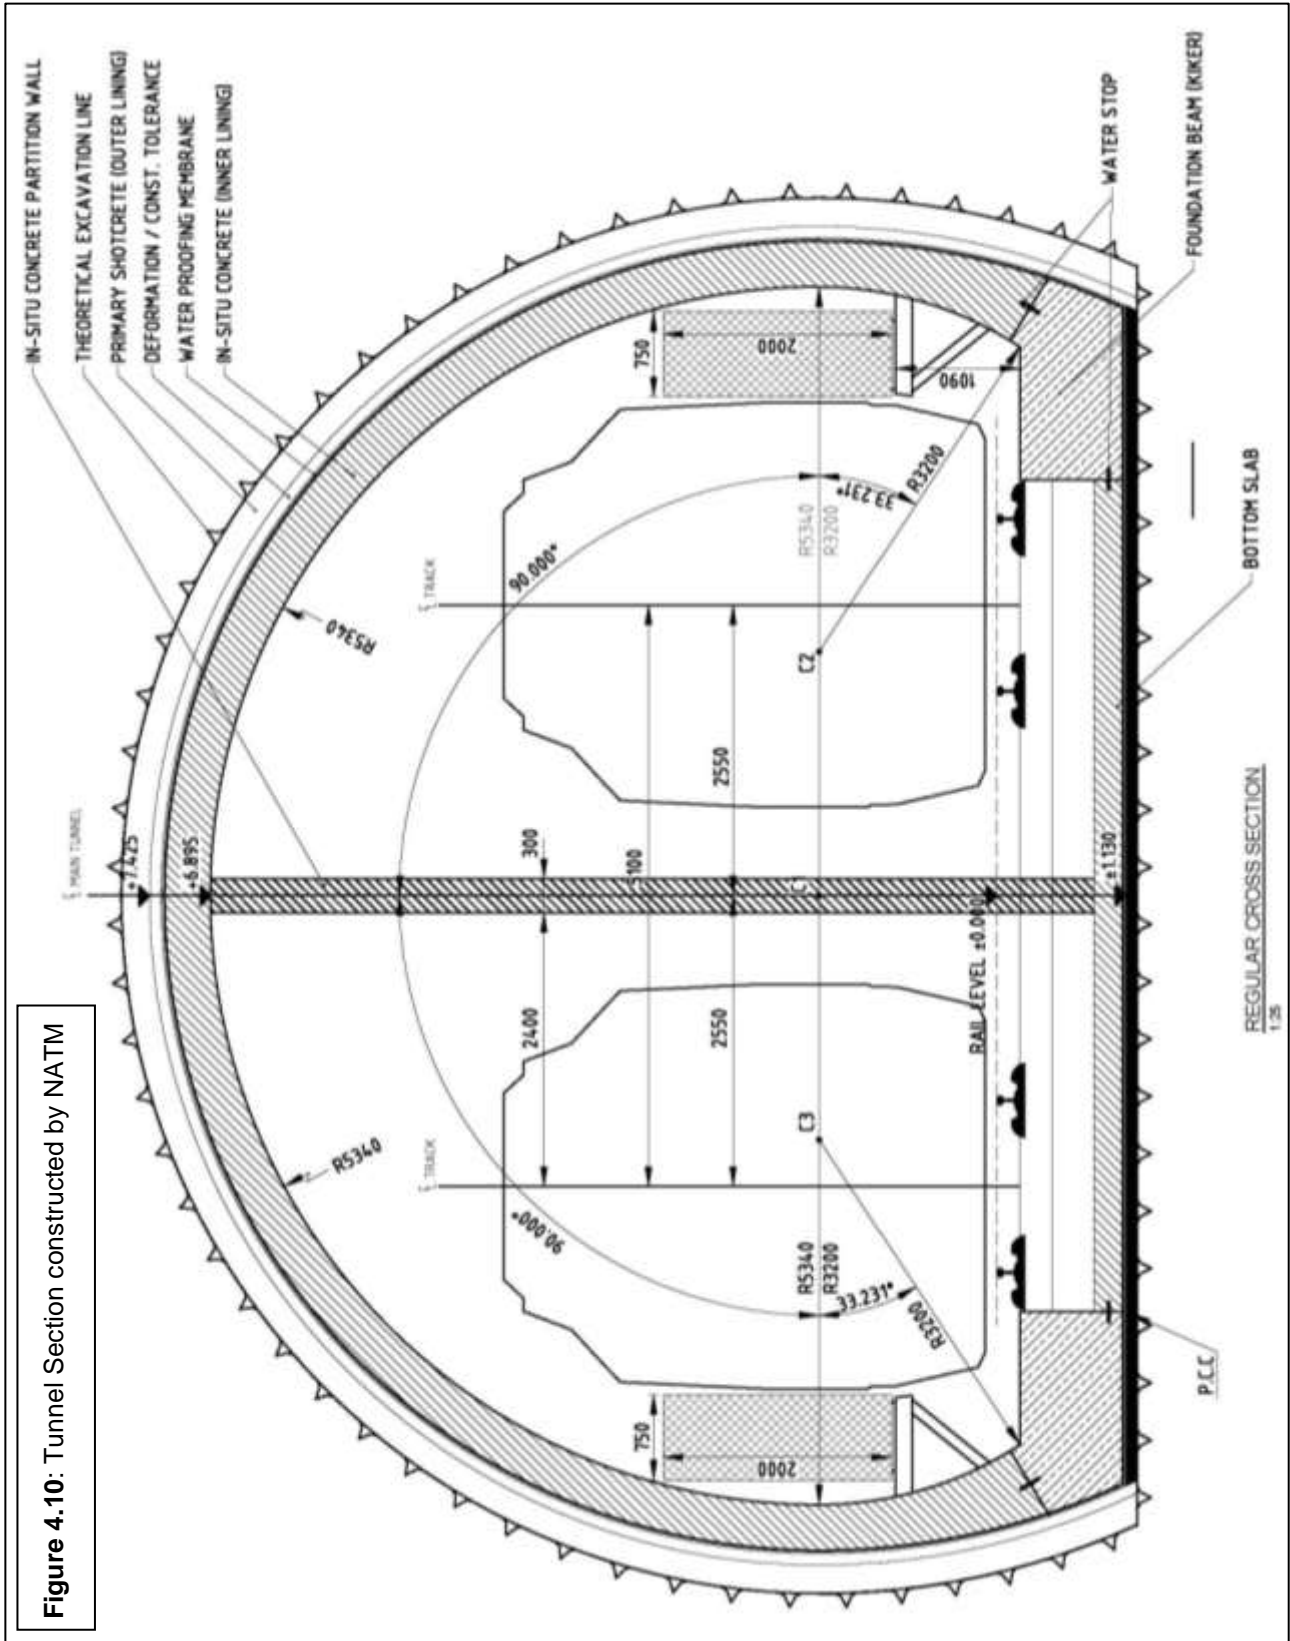 Figure 4.10: Tunnel Section constructed by NATM
IN-SITU CONCRETE PARTITION WALL
THEORETICAL EXCAVATION LINE
PRIMARY SHOTCRETE (OUTER LINING)
DEFORMATION / CONST. TOLERANCE
WATER PROOFING MEMBRANE
IN-SITU CONCRETE (INNER LINING)
℄ MAIN TUNNEL
+7.425
+6.895
R5340
R5340
℄ TRACK
℄ TRACK
90.000°
90.000°
300
2400
5100
2550
2550
750
2000
750
2000
1090
C3
C1
C2
R5340
R3200
R5340
R3200
33.231°
33.231°
R3200
R3200
RAIL LEVEL ±0.000
±1.130
WATER STOP
FOUNDATION BEAM (KIKER)
BOTTOM SLAB
P.C.C
REGULAR CROSS SECTION
1:25